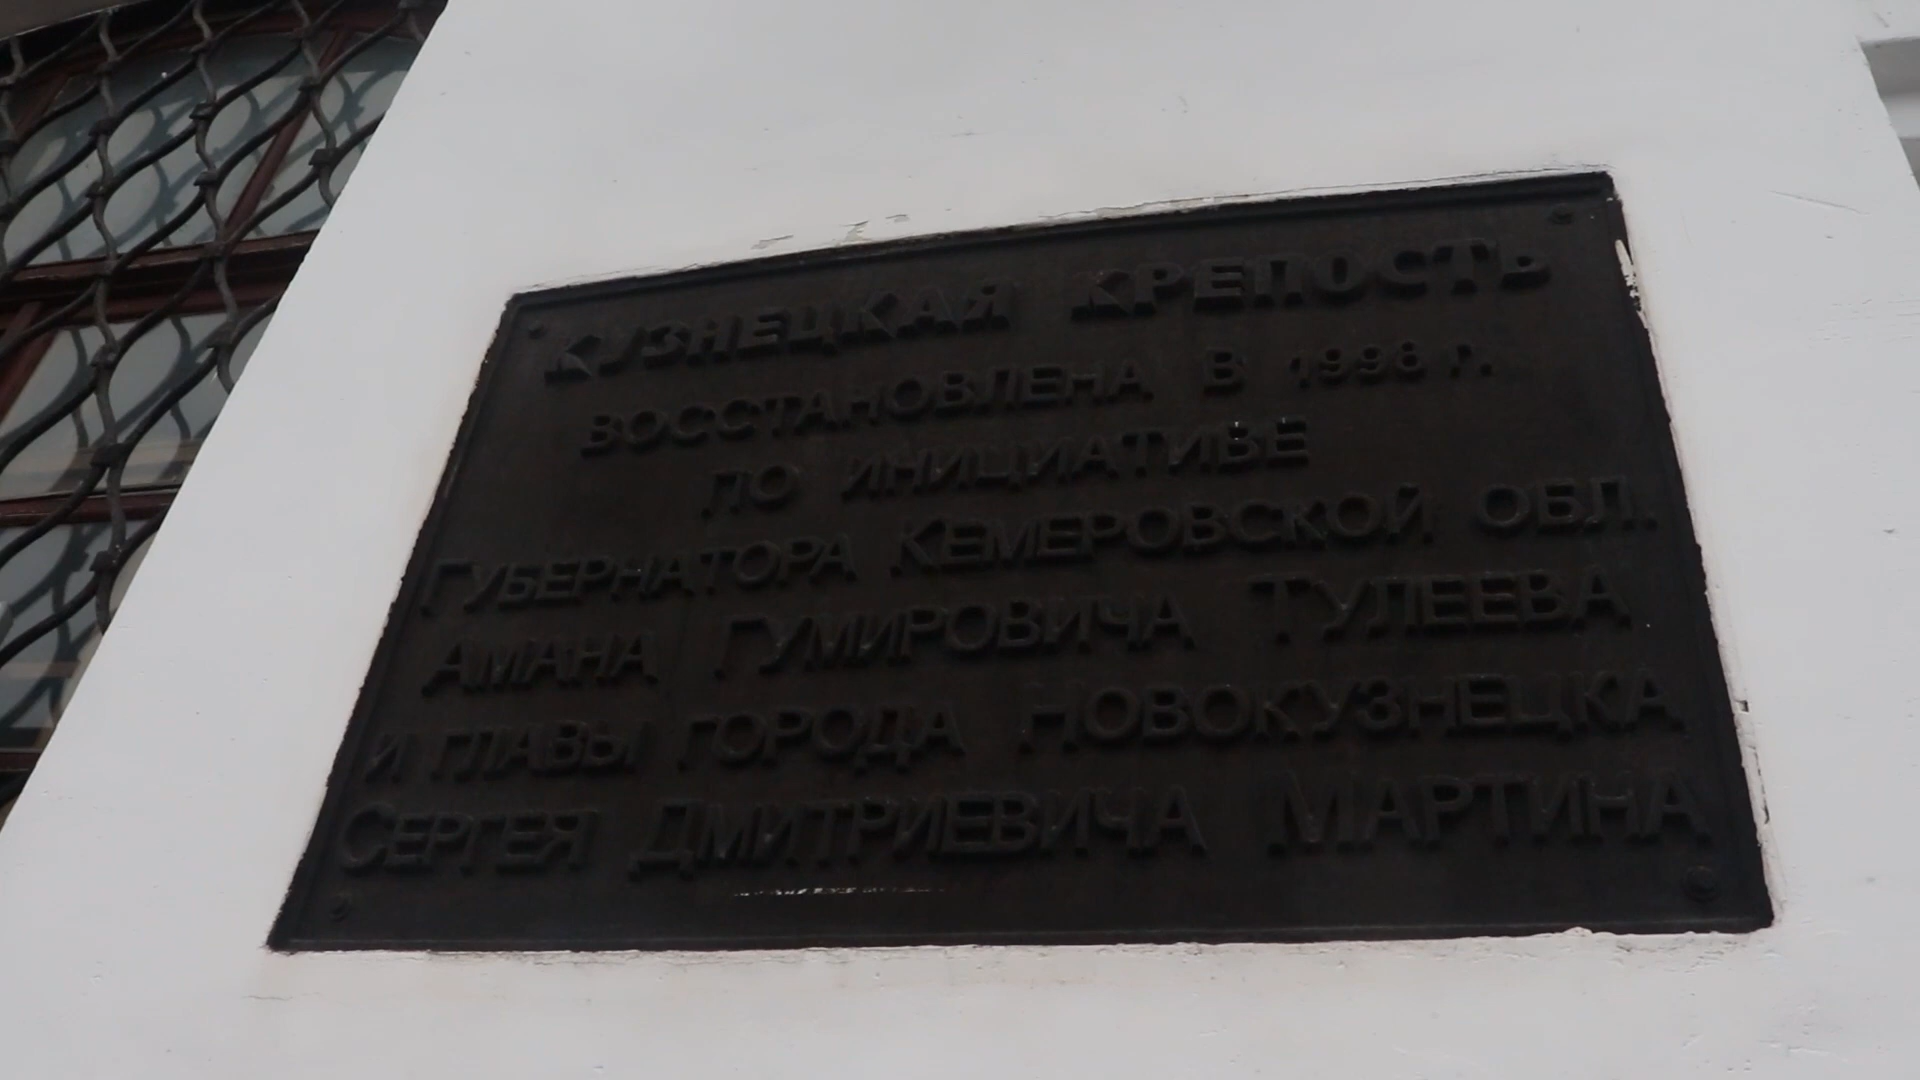 КУЗНЕЦКАЯ КРЕПОСТЬ
ВОССТАНОВЛЕНА В 1998 Г.
ПО ИНИЦИАТИВЕ
ГУБЕРНАТОРА КЕМЕРОВСКОЙ ОБЛ.
АМАНА ГУМИРОВИЧА ТУЛЕЕВА
И ГЛАВЫ ГОРОДА НОВОКУЗНЕЦКА
СЕРГЕЯ ДМИТРИЕВИЧА МАРТИНА